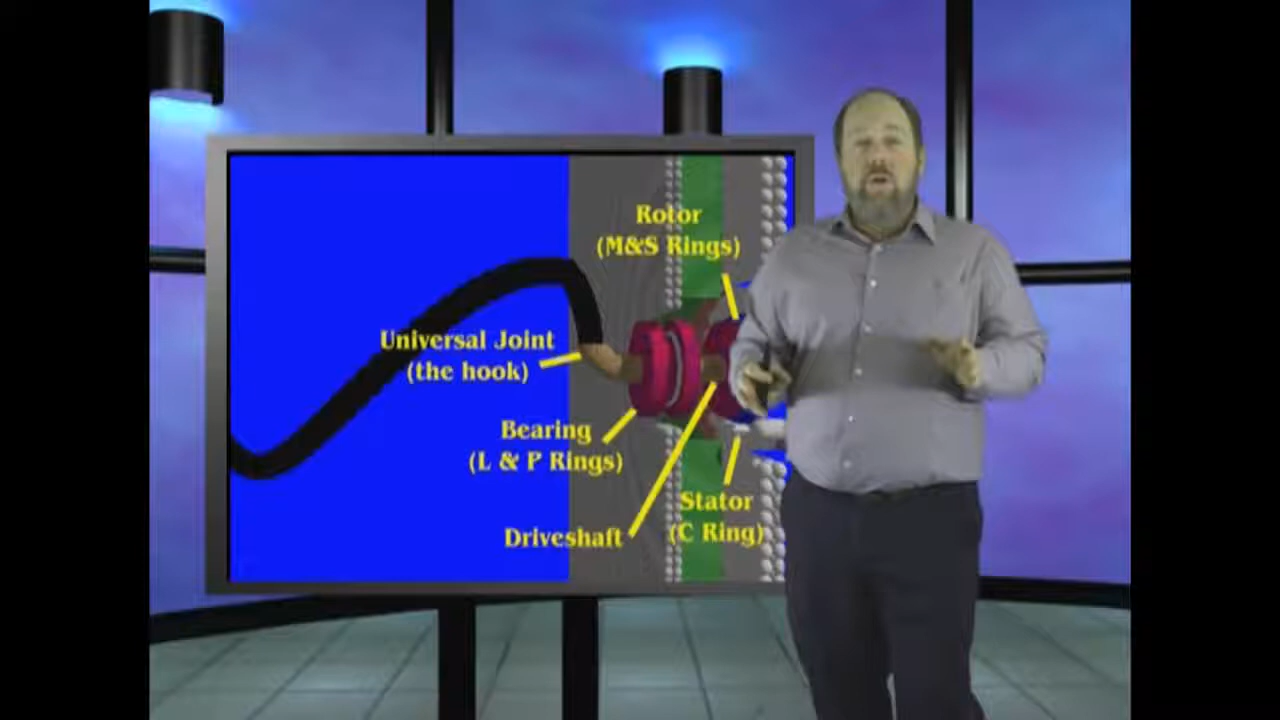 Rotor
(M&S Rings)
Universal Joint
(the hook)
Bearing
(L & P Rings)
Stator
(C Ring)
Driveshaft